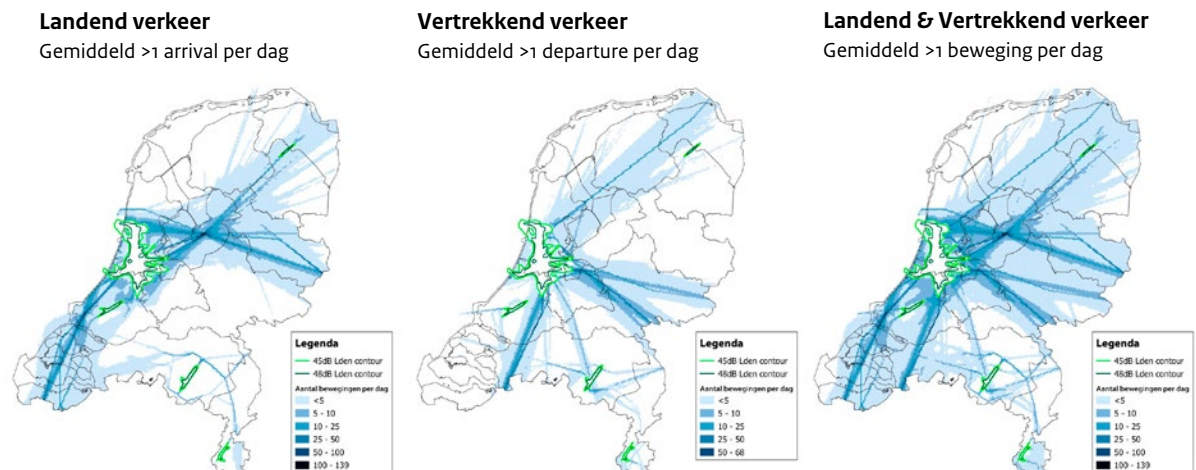 Landend verkeer
Gemiddeld >1 arrival per dag
Legenda
45dB Lden contour
48dB Lden contour
Aantal bewegingen per dag
<5
5 - 10
10 - 25
25 - 50
50 - 100
100 - 139
Vertrekkend verkeer
Gemiddeld >1 departure per dag
Legenda
45dB Lden contour
48dB Lden contour
Aantal bewegingen per dag
<5
5 - 10
10 - 25
25 - 50
50 - 68
Landend & Vertrekkend verkeer
Gemiddeld >1 beweging per dag
Legenda
45dB Lden contour
48dB Lden contour
Aantal bewegingen per dag
<5
5 - 10
10 - 25
25 - 50
50 - 100
100 - 139